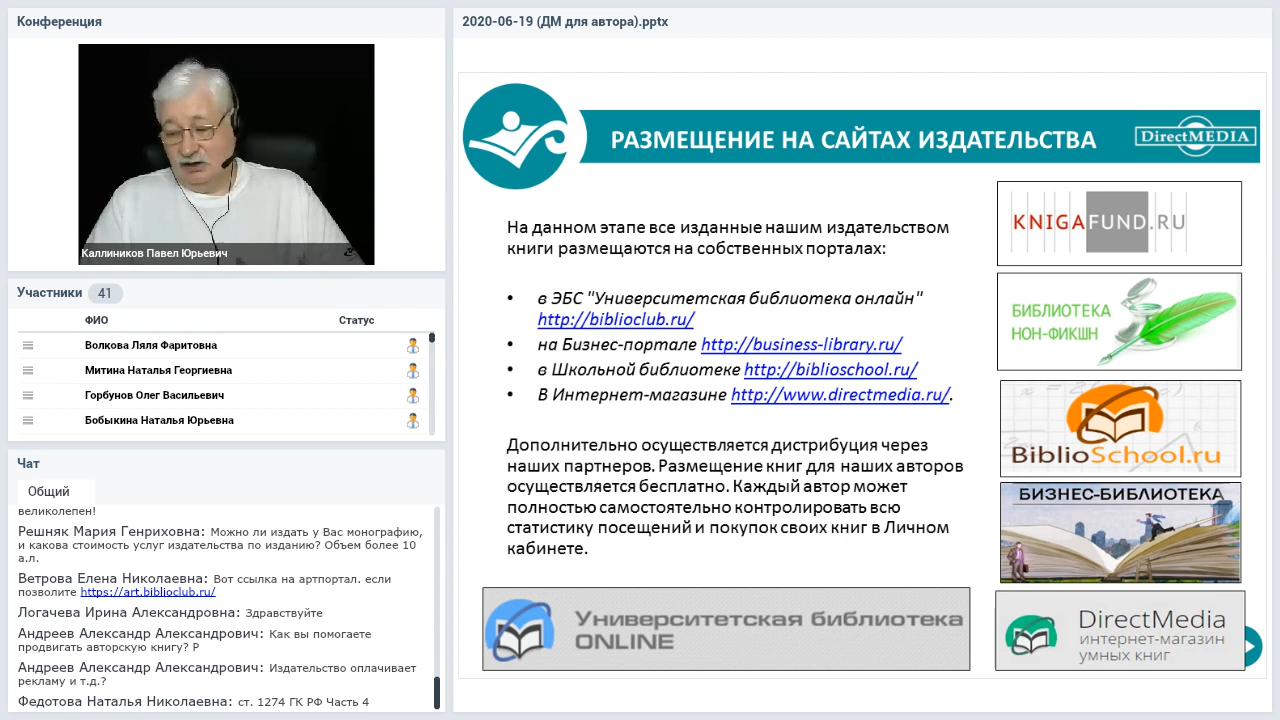 Конференция
Каллиников Павел Юрьевич
Участники 41
ФИО Статус
Волкова Ляля Фаритовна
Митина Наталья Георгиевна
Горбунов Олег Васильевич
Бобыкина Наталья Юрьевна
Чат
Общий
великолепен!
Решняк Мария Генриховна: Можно ли издать у Вас монографию,
и какова стоимость услуг издательства по изданию? Объем более 10
а.л.
Ветрова Елена Николаевна: Вот ссылка на артпортал. если
позволите https://art.biblioclub.ru/
Логачева Ирина Александровна: Здравствуйте
Андреев Александр Александрович: Как вы помогаете
продвигать авторскую книгу? Р
Андреев Александр Александрович: Издательство оплачивает
рекламу и т.д.?
Федотова Наталья Николаевна: ст. 1274 ГК РФ Часть 4
2020-06-19 (ДМ для автора).pptx
РАЗМЕЩЕНИЕ НА САЙТАХ ИЗДАТЕЛЬСТВА
DirectMEDIA
На данном этапе все изданные нашим издательством
книги размещаются на собственных порталах:
• в ЭБС "Университетская библиотека онлайн"
http://biblioclub.ru/
• на Бизнес-портале http://business-library.ru/
• в Школьной библиотеке http://biblioschool.ru/
• В Интернет-магазине http://www.directmedia.ru/.
Дополнительно осуществляется дистрибуция через
наших партнеров. Размещение книг для наших авторов
осуществляется бесплатно. Каждый автор может
полностью самостоятельно контролировать всю
статистику посещений и покупок своих книг в Личном
кабинете.
KNIGAFUND.RU
БИБЛИОТЕКА
НОН-ФИКШН
BiblioSchool.ru
БИЗНЕС-БИБЛИОТЕКА
Университетская библиотека
ONLINE
DirectMedia
интернет-магазин
умных книг